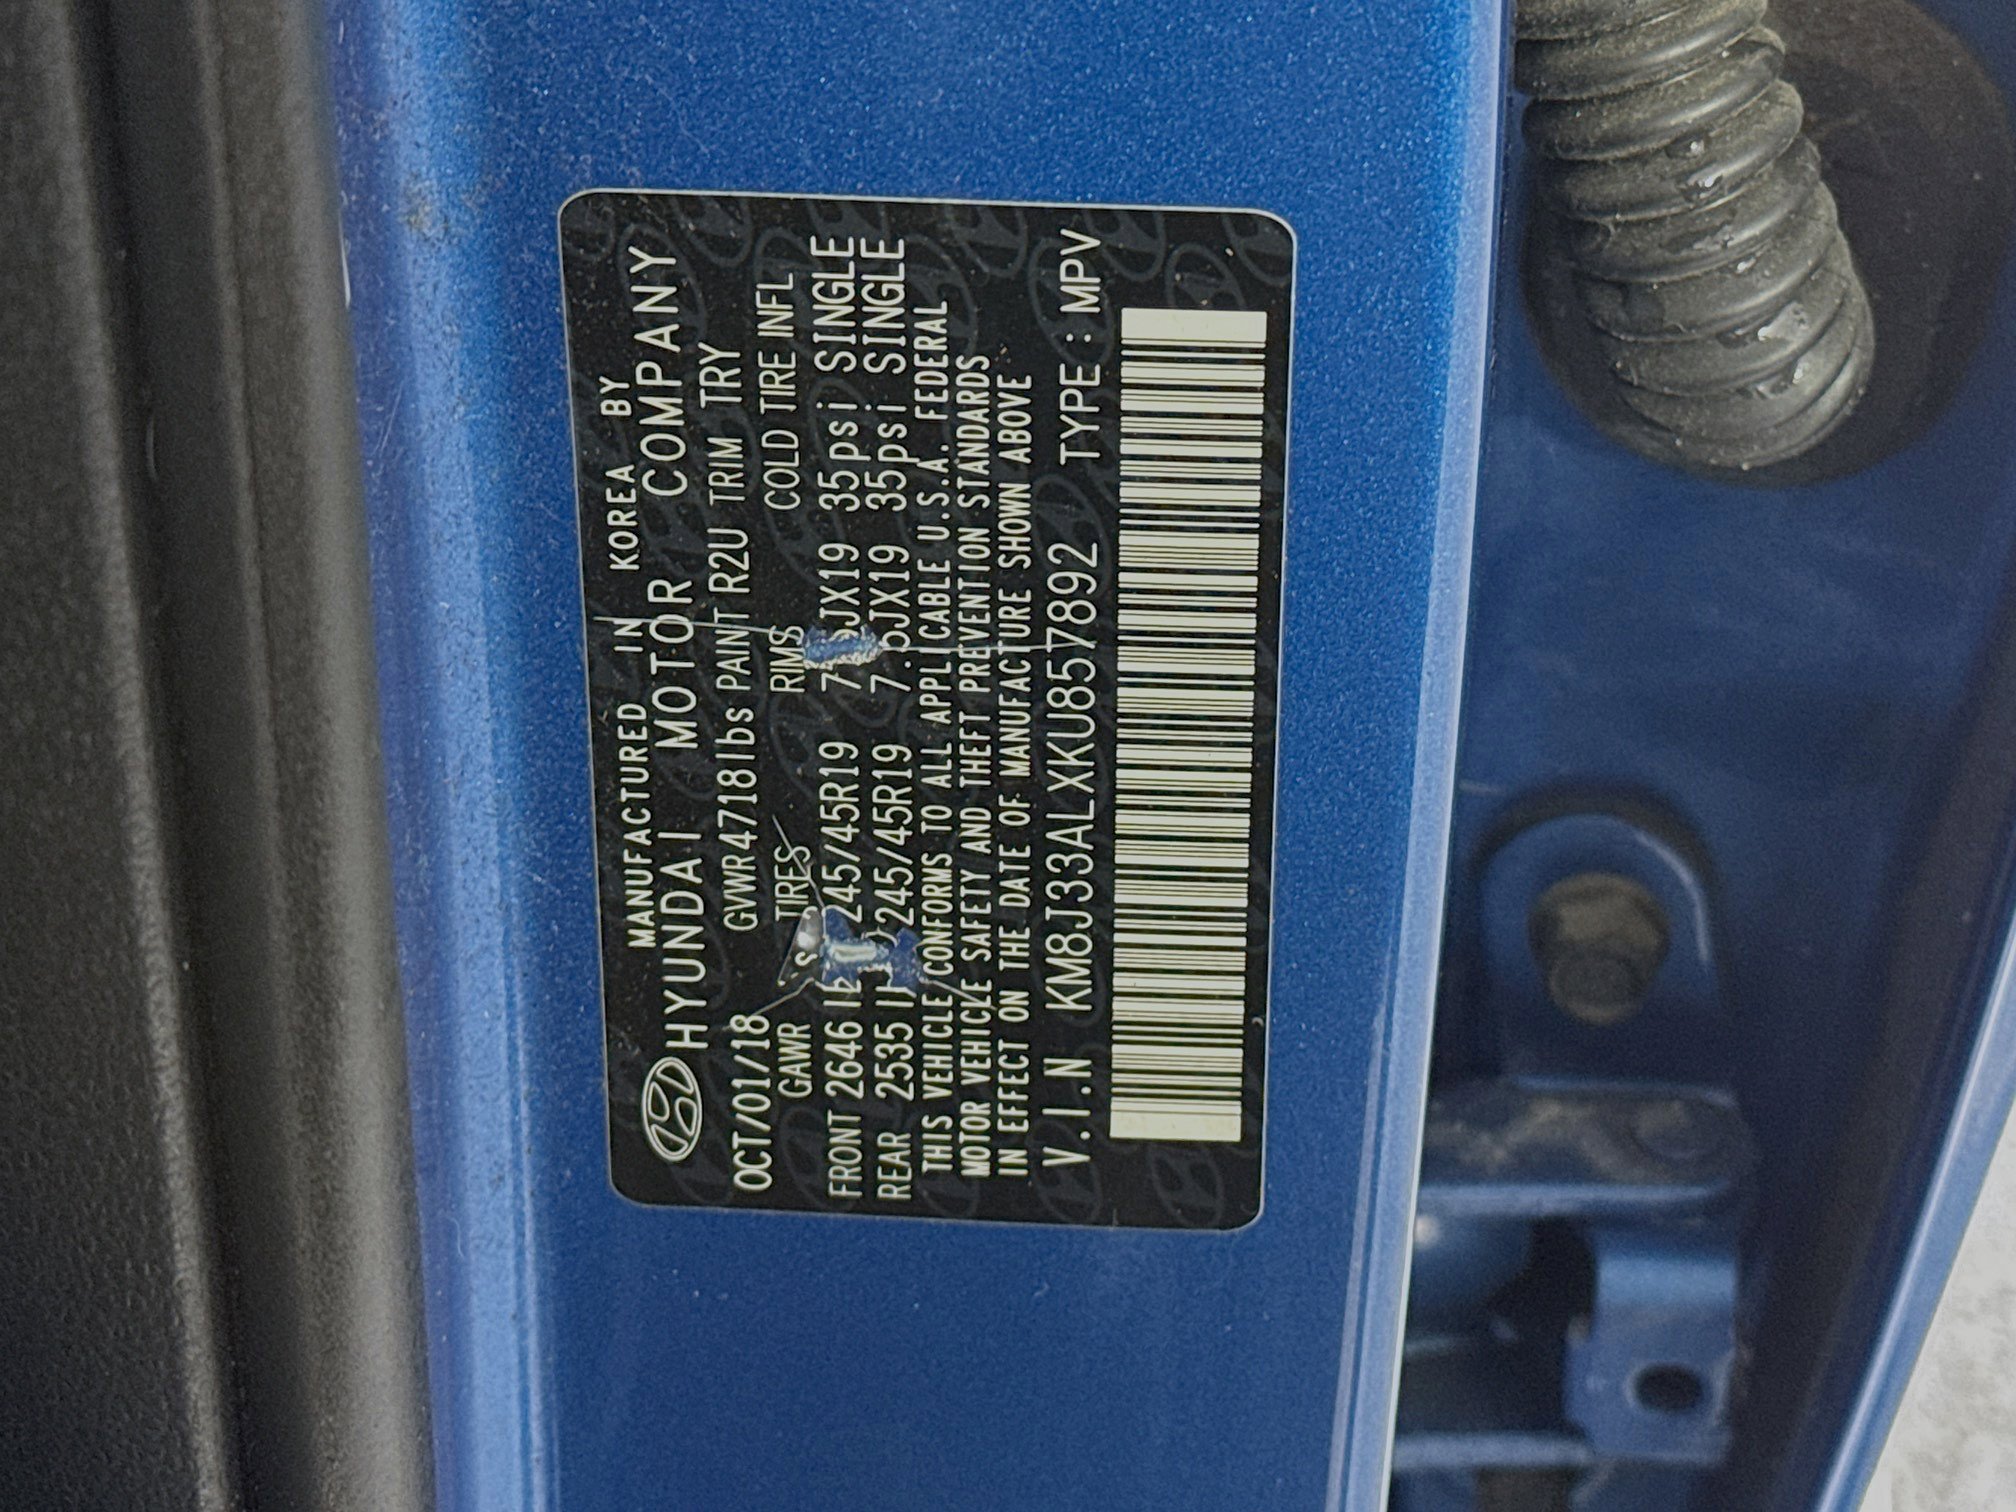 MANUFACTURED IN KOREA BY
HYUNDAI MOTOR COMPANY
OCT/01/18 GVWR 4718lbs PAINT R2U TRIM TRY
GAWR TIRES RIMS COLD TIRE INFL
FRONT 2646 245/45R19 35psi SINGLE
REAR 2535 245/45R19 7.5JX19 35psi SINGLE
THIS VEHICLE CONFORMS TO ALL APPLICABLE U.S.A. FEDERAL
MOTOR VEHICLE SAFETY AND THEFT PREVENTION STANDARDS
IN EFFECT ON THE DATE OF MANUFACTURE SHOWN ABOVE
V.I.N KM8J33ALXKU857892 TYPE : MPV